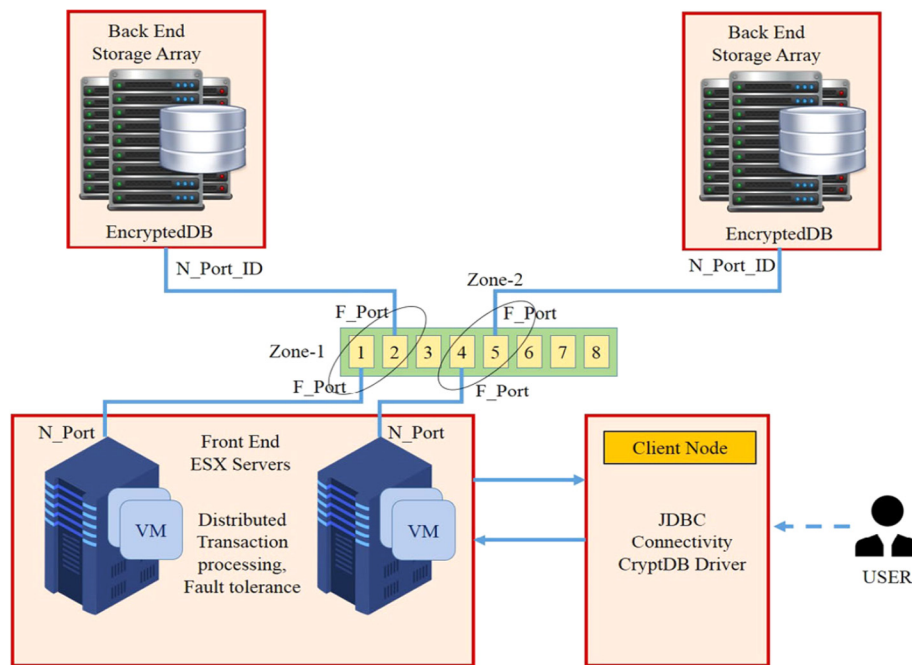 Back End
Storage Array
EncryptedDB
N_Port_ID
Back End
Storage Array
EncryptedDB
N_Port_ID
Zone-2
F_Port
F_Port
Zone-1
1 2 3 4 5 6 7 8
F_Port
F_Port
N_Port
N_Port
Front End
ESX Servers
VM
VM
Distributed
Transaction
processing,
Fault tolerance
Client Node
JDBC
Connectivity
CryptDB Driver
USER